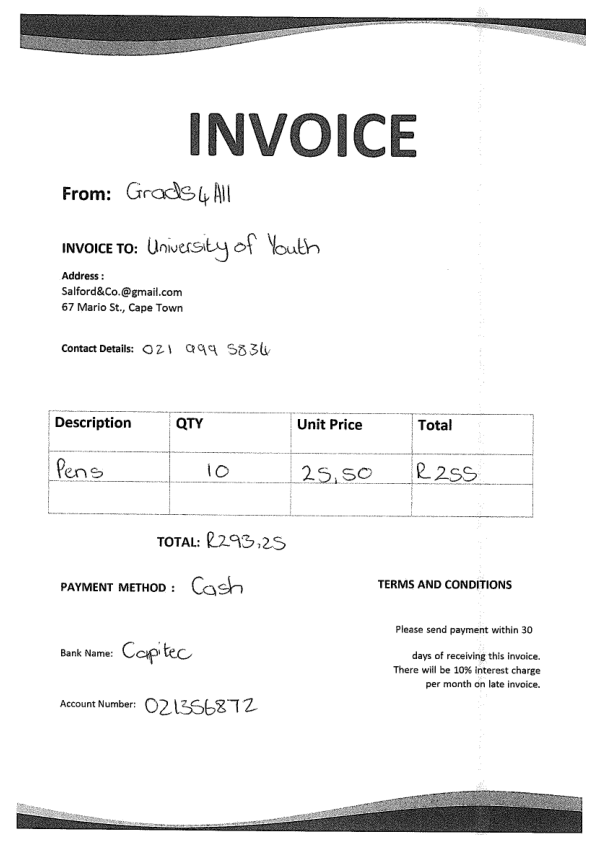 INVOICE
From: Grads4All
INVOICE TO: University of Youth
Address :
Salford&Co.@gmail.com
67 Mario St., Cape Town
Contact Details: 021 999 5834
Description QTY Unit Price Total
Pens 10 25,50 R255
TOTAL: R293,25
PAYMENT METHOD : Cash
TERMS AND CONDITIONS
Please send payment within 30
days of receiving this invoice.
There will be 10% interest charge
per month on late invoice.
Bank Name: Capitec
Account Number: 021356872